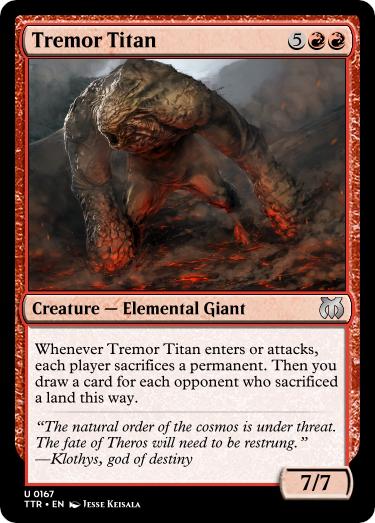 Tremor Titan 5
Creature — Elemental Giant
Whenever Tremor Titan enters or attacks,
each player sacrifices a permanent. Then you
draw a card for each opponent who sacrificed
a land this way.
“The natural order of the cosmos is under threat.
The fate of Theros will need to be restrung.”
—Klothys, god of destiny
7/7
U 0167
TTR • EN Jesse Keisala